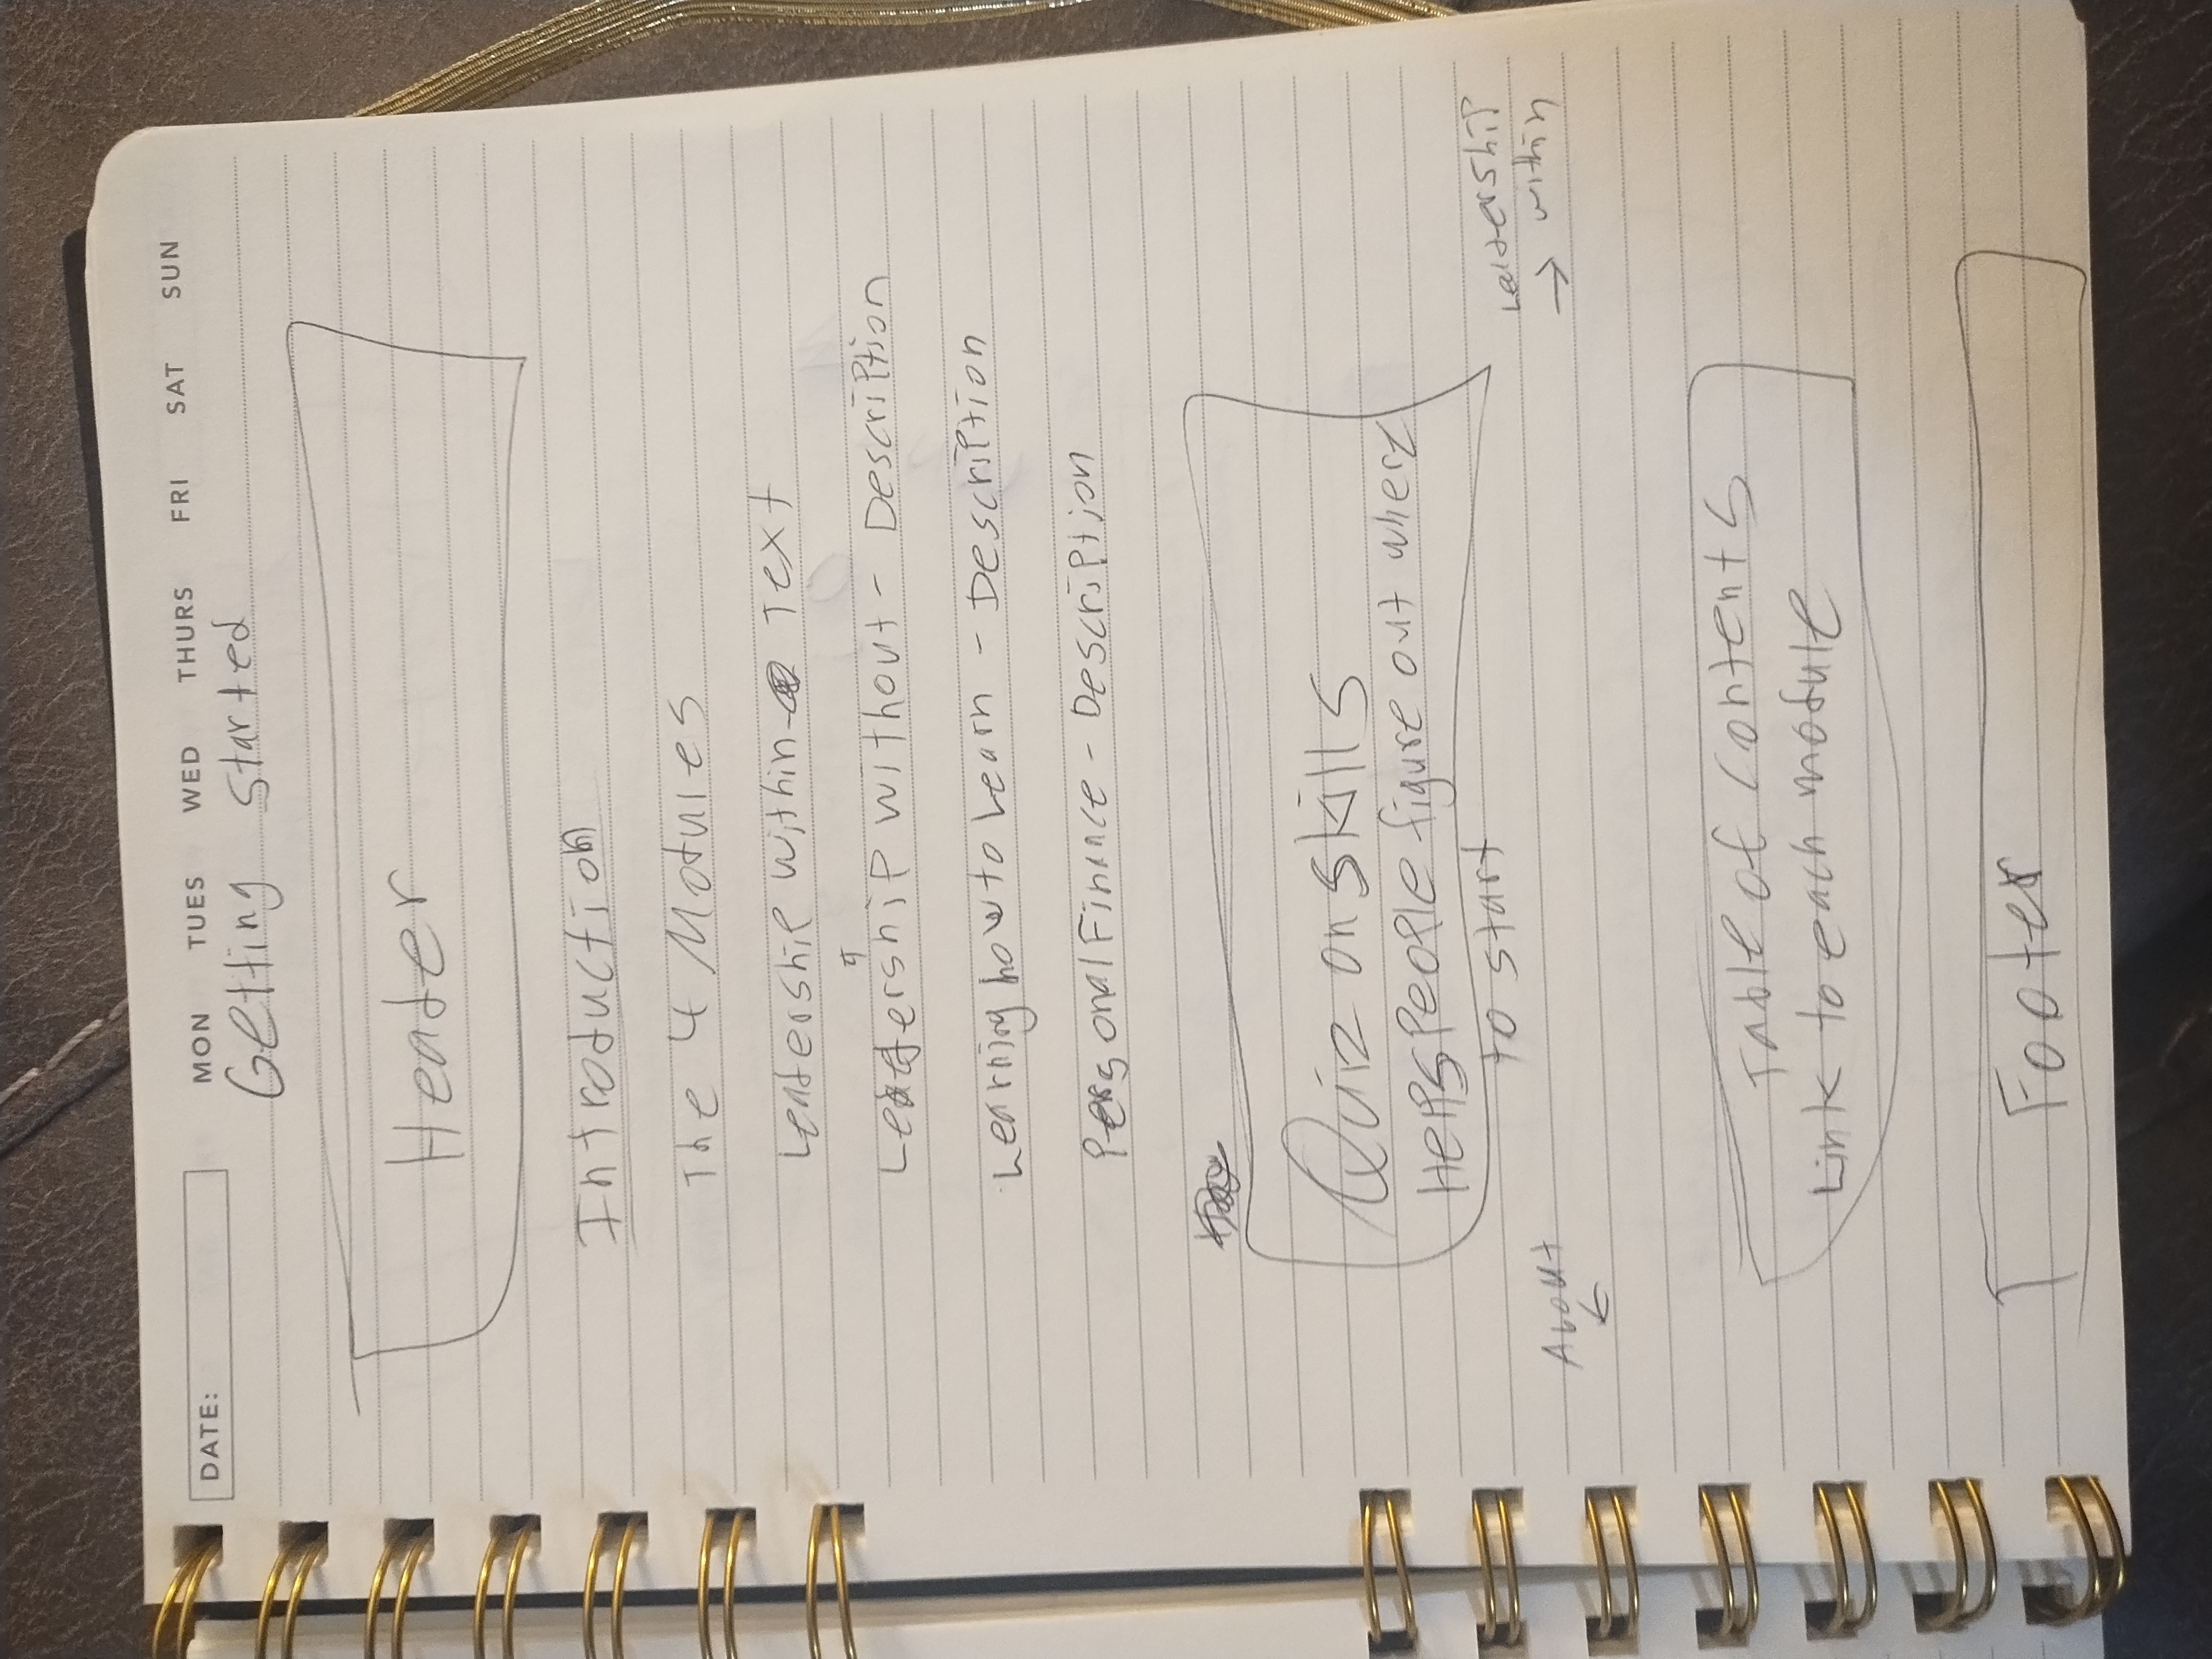 DATE:
MON TUES WED THURS FRI SAT SUN
Getting started
Header
Introduction
The 4 Modules
Leadership within - Text
Leadership without - Description
Learning how to Learn - Description
Personal Finance - Description
Quiz on skills
Helps People figure out where
to start
Leadership
→ within
About
←
Table of Contents
Link to each module
Footer